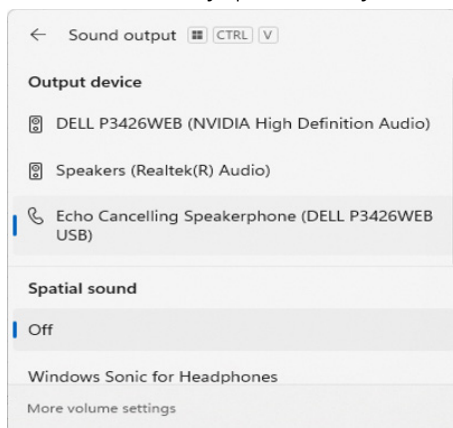 Sound output CTRL V
Output device
DELL P3426WEB (NVIDIA High Definition Audio)
Speakers (Realtek(R) Audio)
Echo Cancelling Speakerphone (DELL P3426WEB
USB)
Spatial sound
Off
Windows Sonic for Headphones
More volume settings